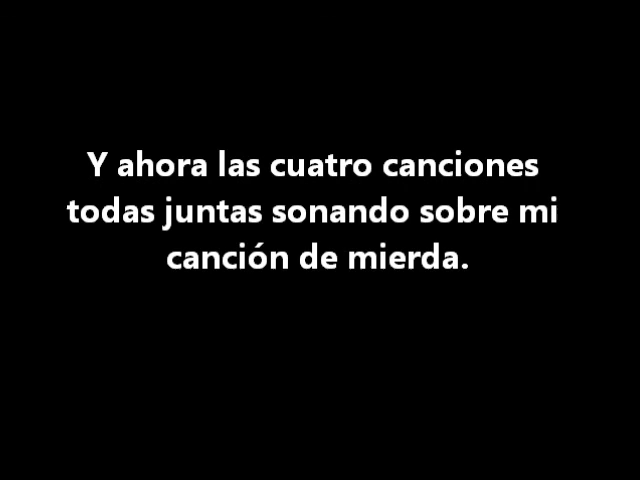 Y ahora las cuatro canciones
todas juntas sonando sobre mi
canción de mierda.